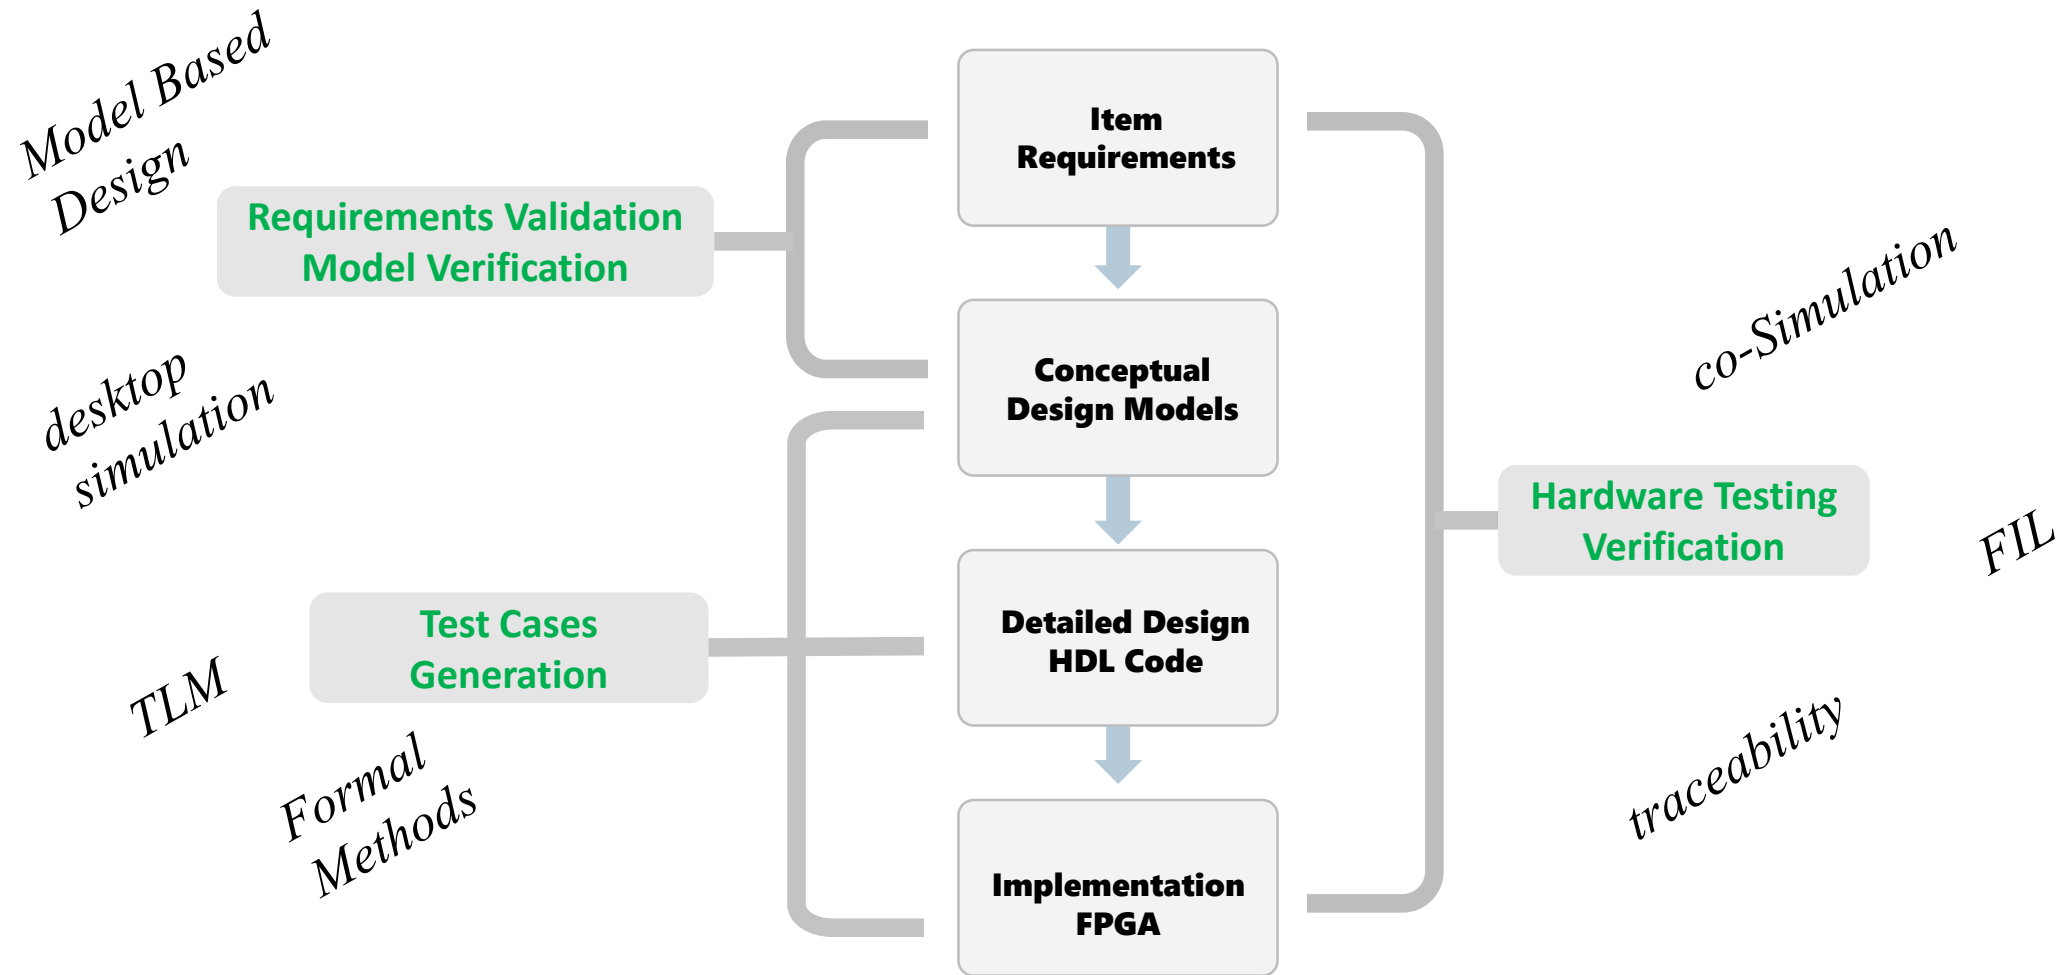 Model Based
Design
Requirements Validation
Model Verification
desktop
simulation
Test Cases
Generation
TLM
Formal
Methods
Item
Requirements
Conceptual
Design Models
Detailed Design
HDL Code
Implementation
FPGA
co-Simulation
Hardware Testing
Verification
FIL
traceability